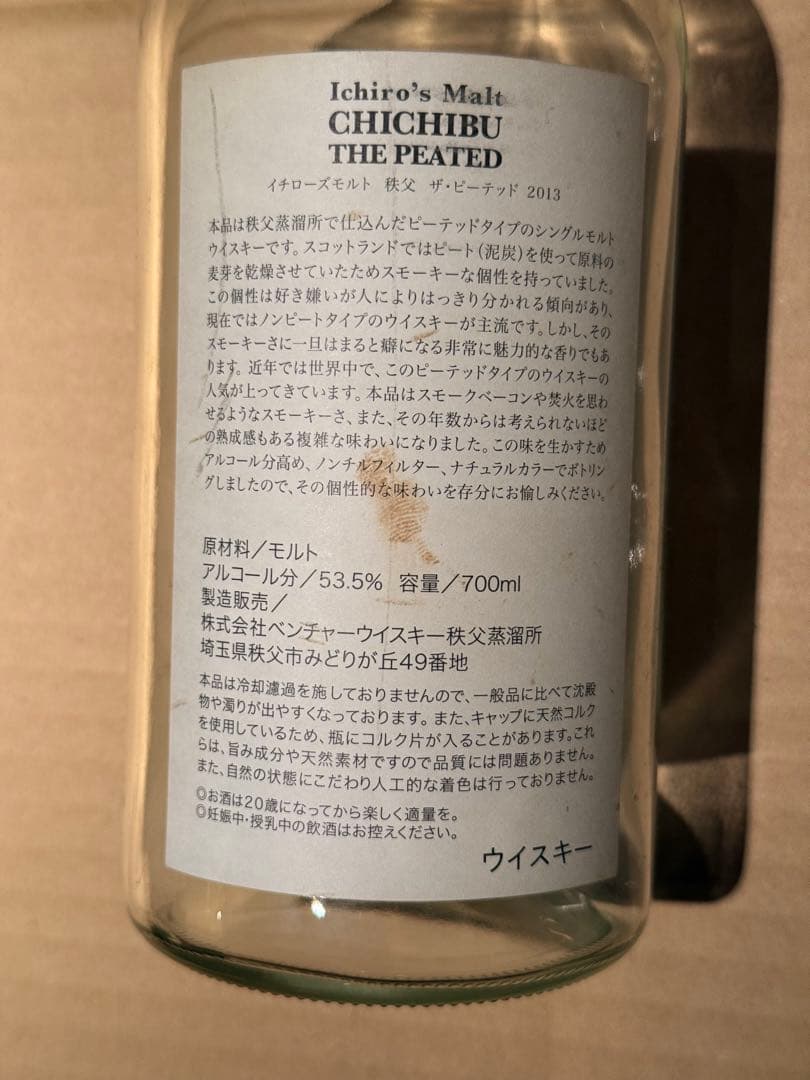 Ichiro's Malt
CHICHIBU
THE PEATED
イチローズモルト 秩父 ザ・ピーテッド 2013
本品は秩父蒸溜所で仕込んだピーテッドタイプのシングルモルト
ウイスキーです。スコットランドではピート(泥炭)を使って原料の
麦芽を乾燥させていたためスモーキーな個性を持っていました。
この個性は好き嫌いが人によりはっきり分かれる傾向があり、
現在ではノンピートタイプのウイスキーが主流です。しかし、その
スモーキーさに一旦はまると癖になる非常に魅力的な香りでもあ
ります。近年では世界中で、このピーテッドタイプのウイスキーの
人気が上ってきています。本品はスモークベーコンや焚火を思わ
せるようなスモーキーさ、また、その年数からは考えられないほど
の熟成感もある複雑な味わいになりました。この味を生かすため
アルコール分高め、ノンチルフィルター、ナチュラルカラーでボトリン
グしましたので、その個性的な味わいを存分にお愉しみください。
原材料/モルト
アルコール分/53.5% 容量/700ml
製造販売/
株式会社ベンチャーウイスキー秩父蒸溜所
埼玉県秩父市みどりが丘49番地
本品は冷却濾過を施しておりませんので、一般品に比べて沈殿
物や濁りが出やすくなっております。また、キャップに天然コルク
を使用しているため、瓶にコルク片が入ることがあります。これ
らは、旨み成分や天然素材ですので品質には問題ありません。
また、自然の状態にこだわり人工的な着色は行っておりません。
◎お酒は20歳になってから楽しく適量を。
◎妊娠中・授乳中の飲酒はお控えください。
ウイスキー